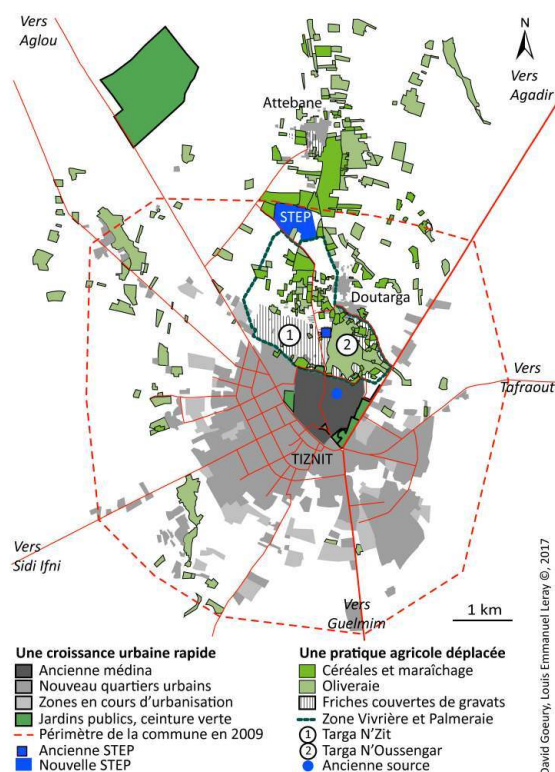 Vers
Aglou
N
Vers
Agadir
Attebane
STEP
Doutarga
1
2
Vers
Tafraout
TIZNIT
Vers
Sidi Ifni
Vers
Guelmim
1 km
David Goeury, Louis Emmanuel Leray ©, 2017
Une croissance urbaine rapide
Ancienne médina
Nouveau quartiers urbains
Zones en cours d'urbanisation
Jardins publics, ceinture verte
Périmètre de la commune en 2009
Ancienne STEP
Nouvelle STEP
Une pratique agricole déplacée
Céréales et maraîchage
Oliveraie
Friches couvertes de gravats
Zone Vivrière et Palmeraie
1 Targa N'Zit
2 Targa N'Oussengar
Ancienne source